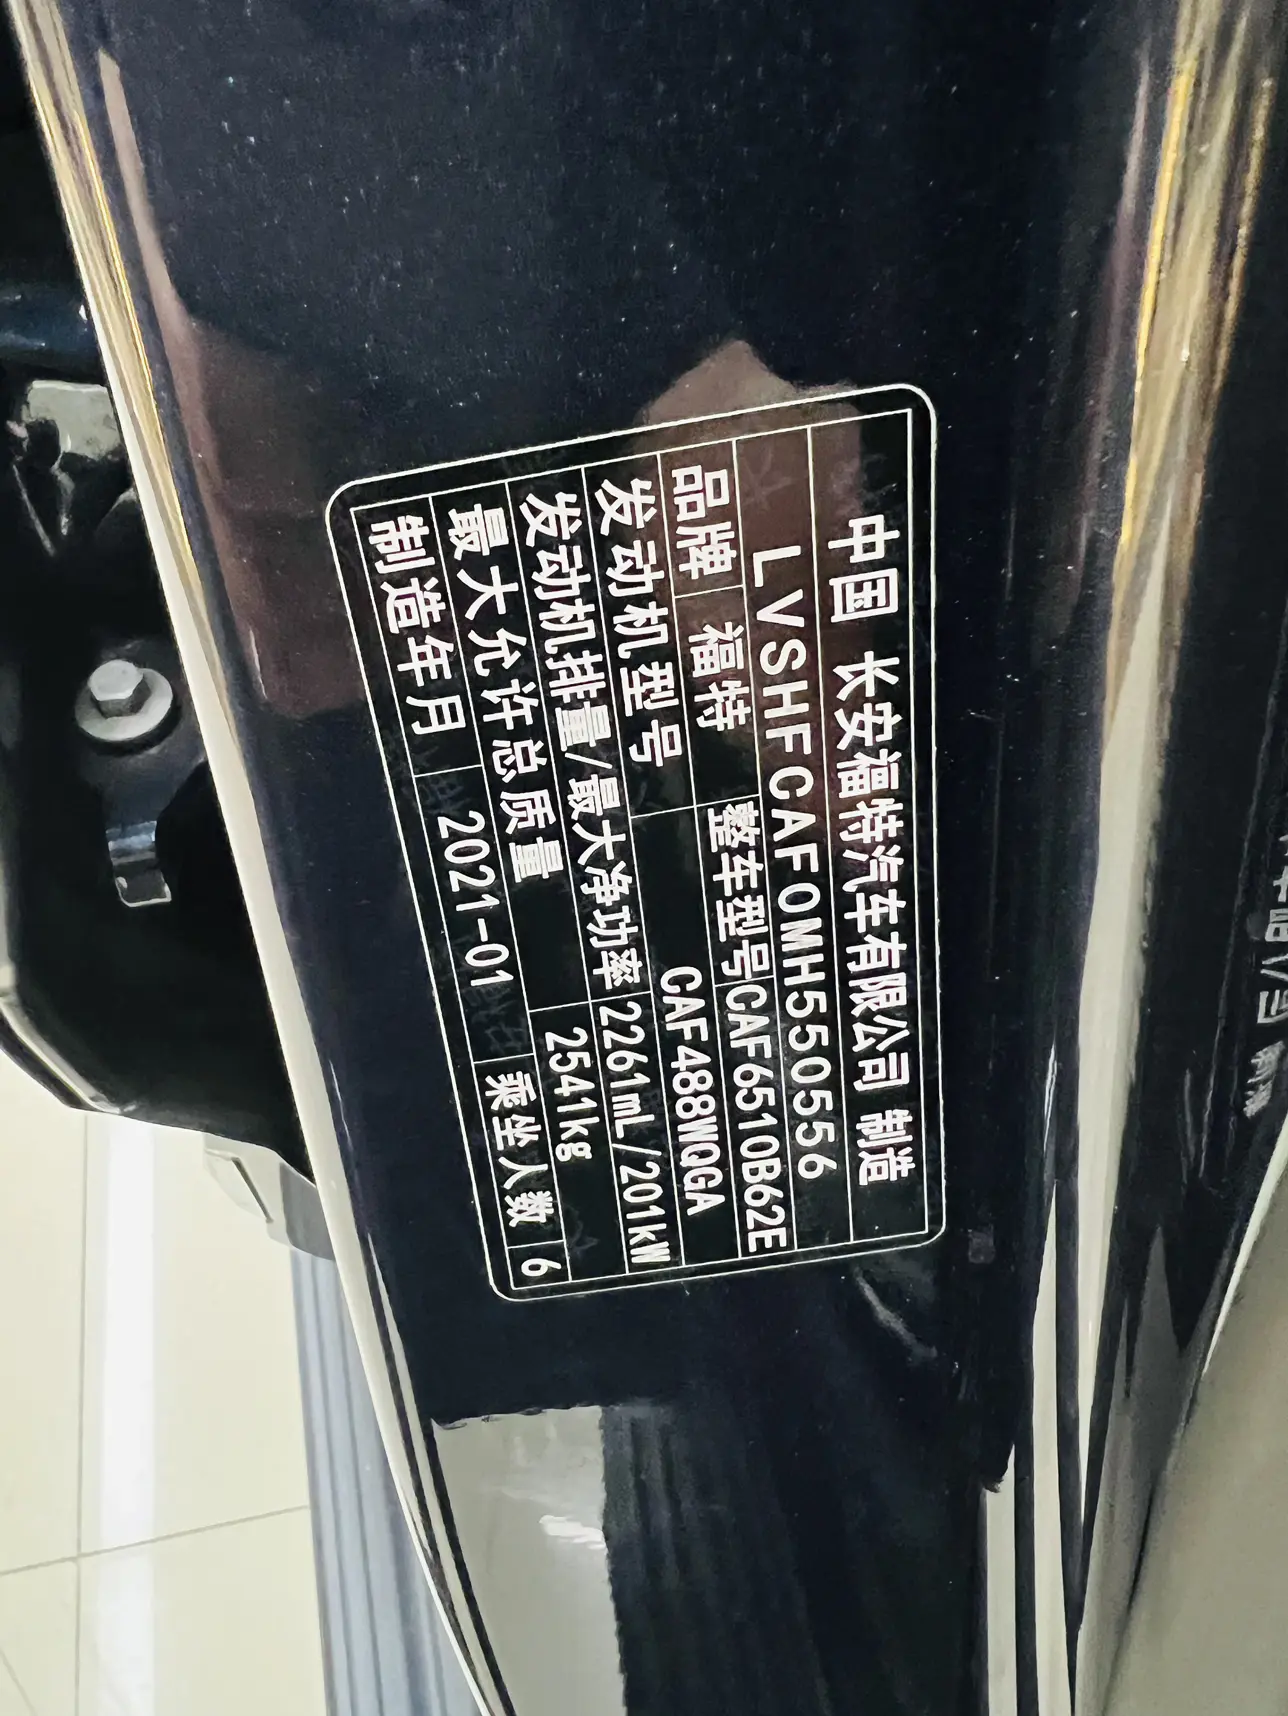 中国 长安福特汽车有限公司 制造
LVSHFCAF0MH550556
品牌 福特 整车型号 CAF6510B62E
发动机型号 CAF488WQGA
发动机排量/最大净功率 2261mL/201kW
最大允许总质量 2541kg
制造年月 2021-01 乘坐人数 6